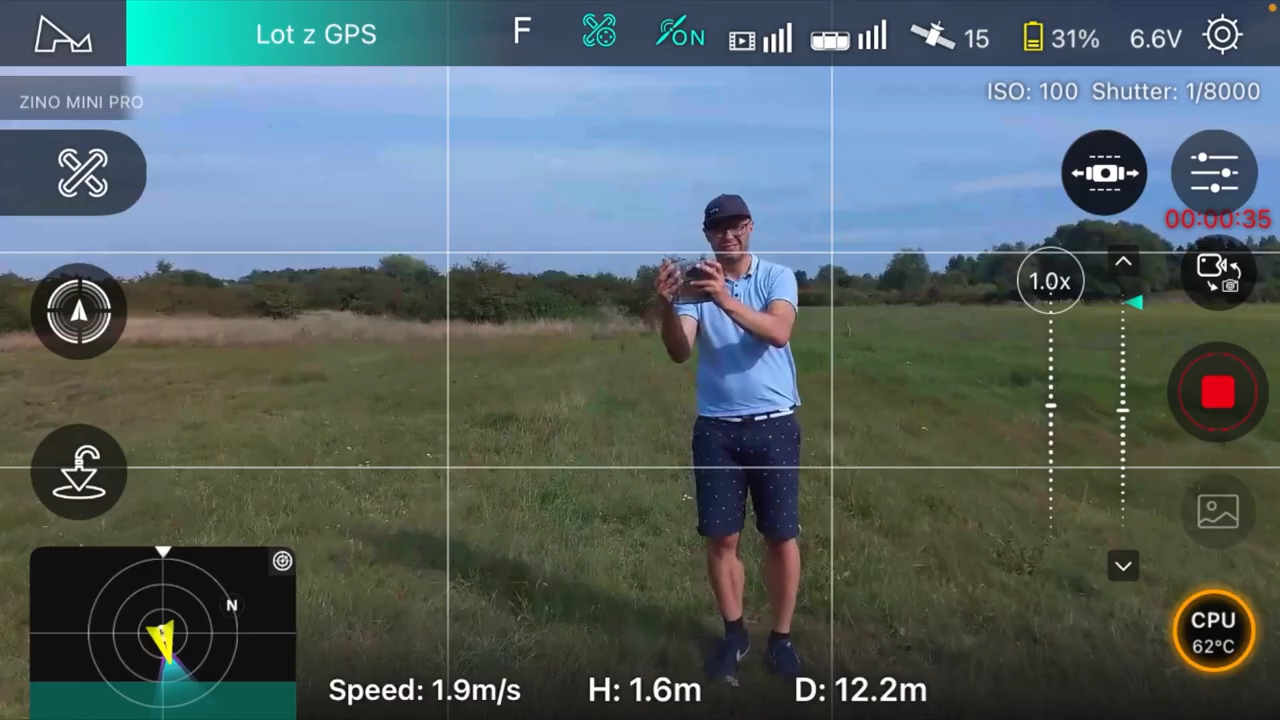 Lot z GPS
F
ON
15
31%
6.6V
ZINO MINI PRO
ISO: 100 Shutter: 1/8000
00:00:35
1.0x
N
CPU
62°C
Speed: 1.9m/s H: 1.6m D: 12.2m